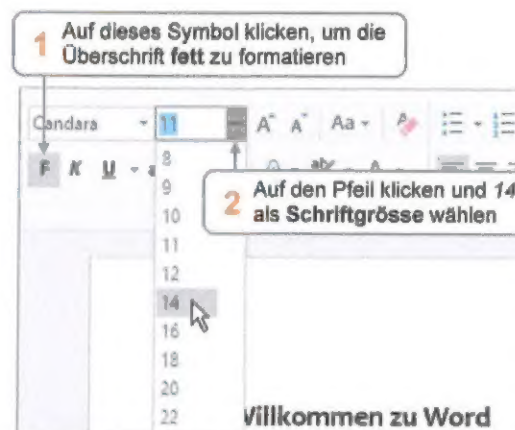 1 Auf dieses Symbol klicken, um die
Überschrift fett zu formatieren
Candara 11 A A Aa
F K U
2 Auf den Pfeil klicken und 14
als Schriftgrösse wählen
8
9
10
11
12
14
16
18
20
22
Willkommen zu Word